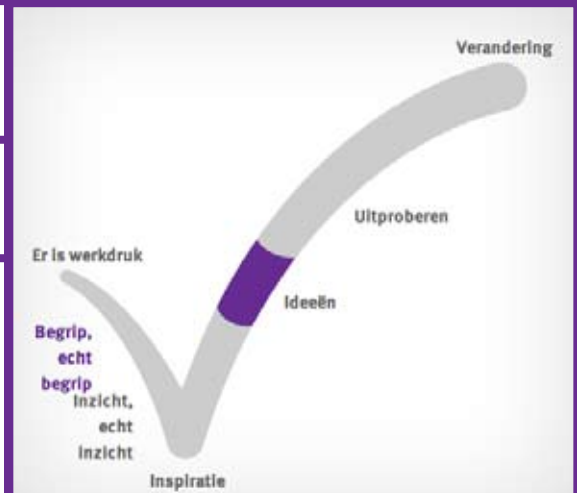 Verandering
Uitproberen
Er is werkdruk
Ideeën
Begrip,
echt
begrip
Inzicht,
echt
inzicht
Inspiratie